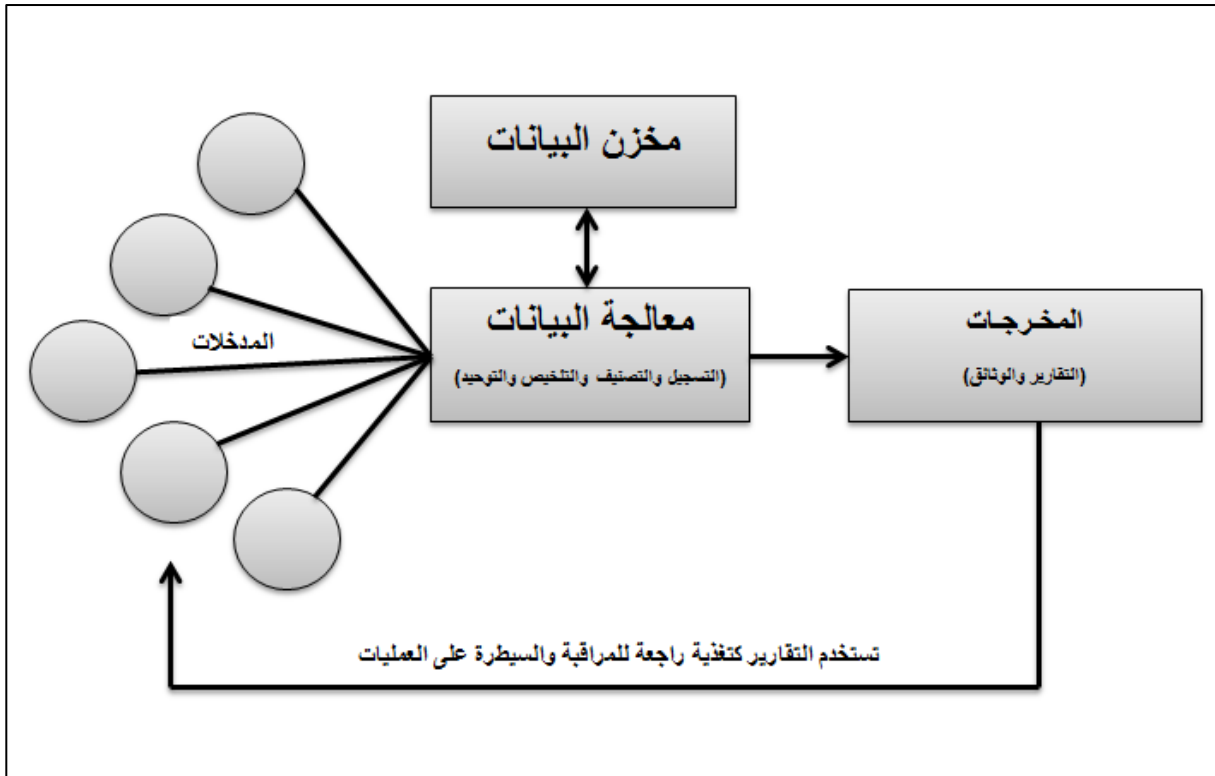 مخزن البيانات
معالجة البيانات
(التسجيل والتصنيف والتلخيص والتوحيد)
المخرجات
(التقارير والوثائق)
المدخلات
تستخدم التقارير كتغذية راجعة للمراقبة والسيطرة على العمليات